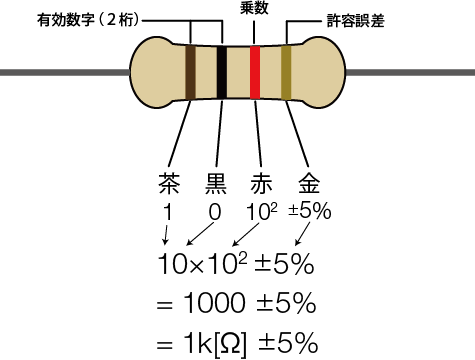 有効数字（2桁）
乗数
許容誤差
茶 黒 赤 金
1 0 10² ±5%
10×10² ±5%
= 1000 ±5%
= 1k[Ω] ±5%